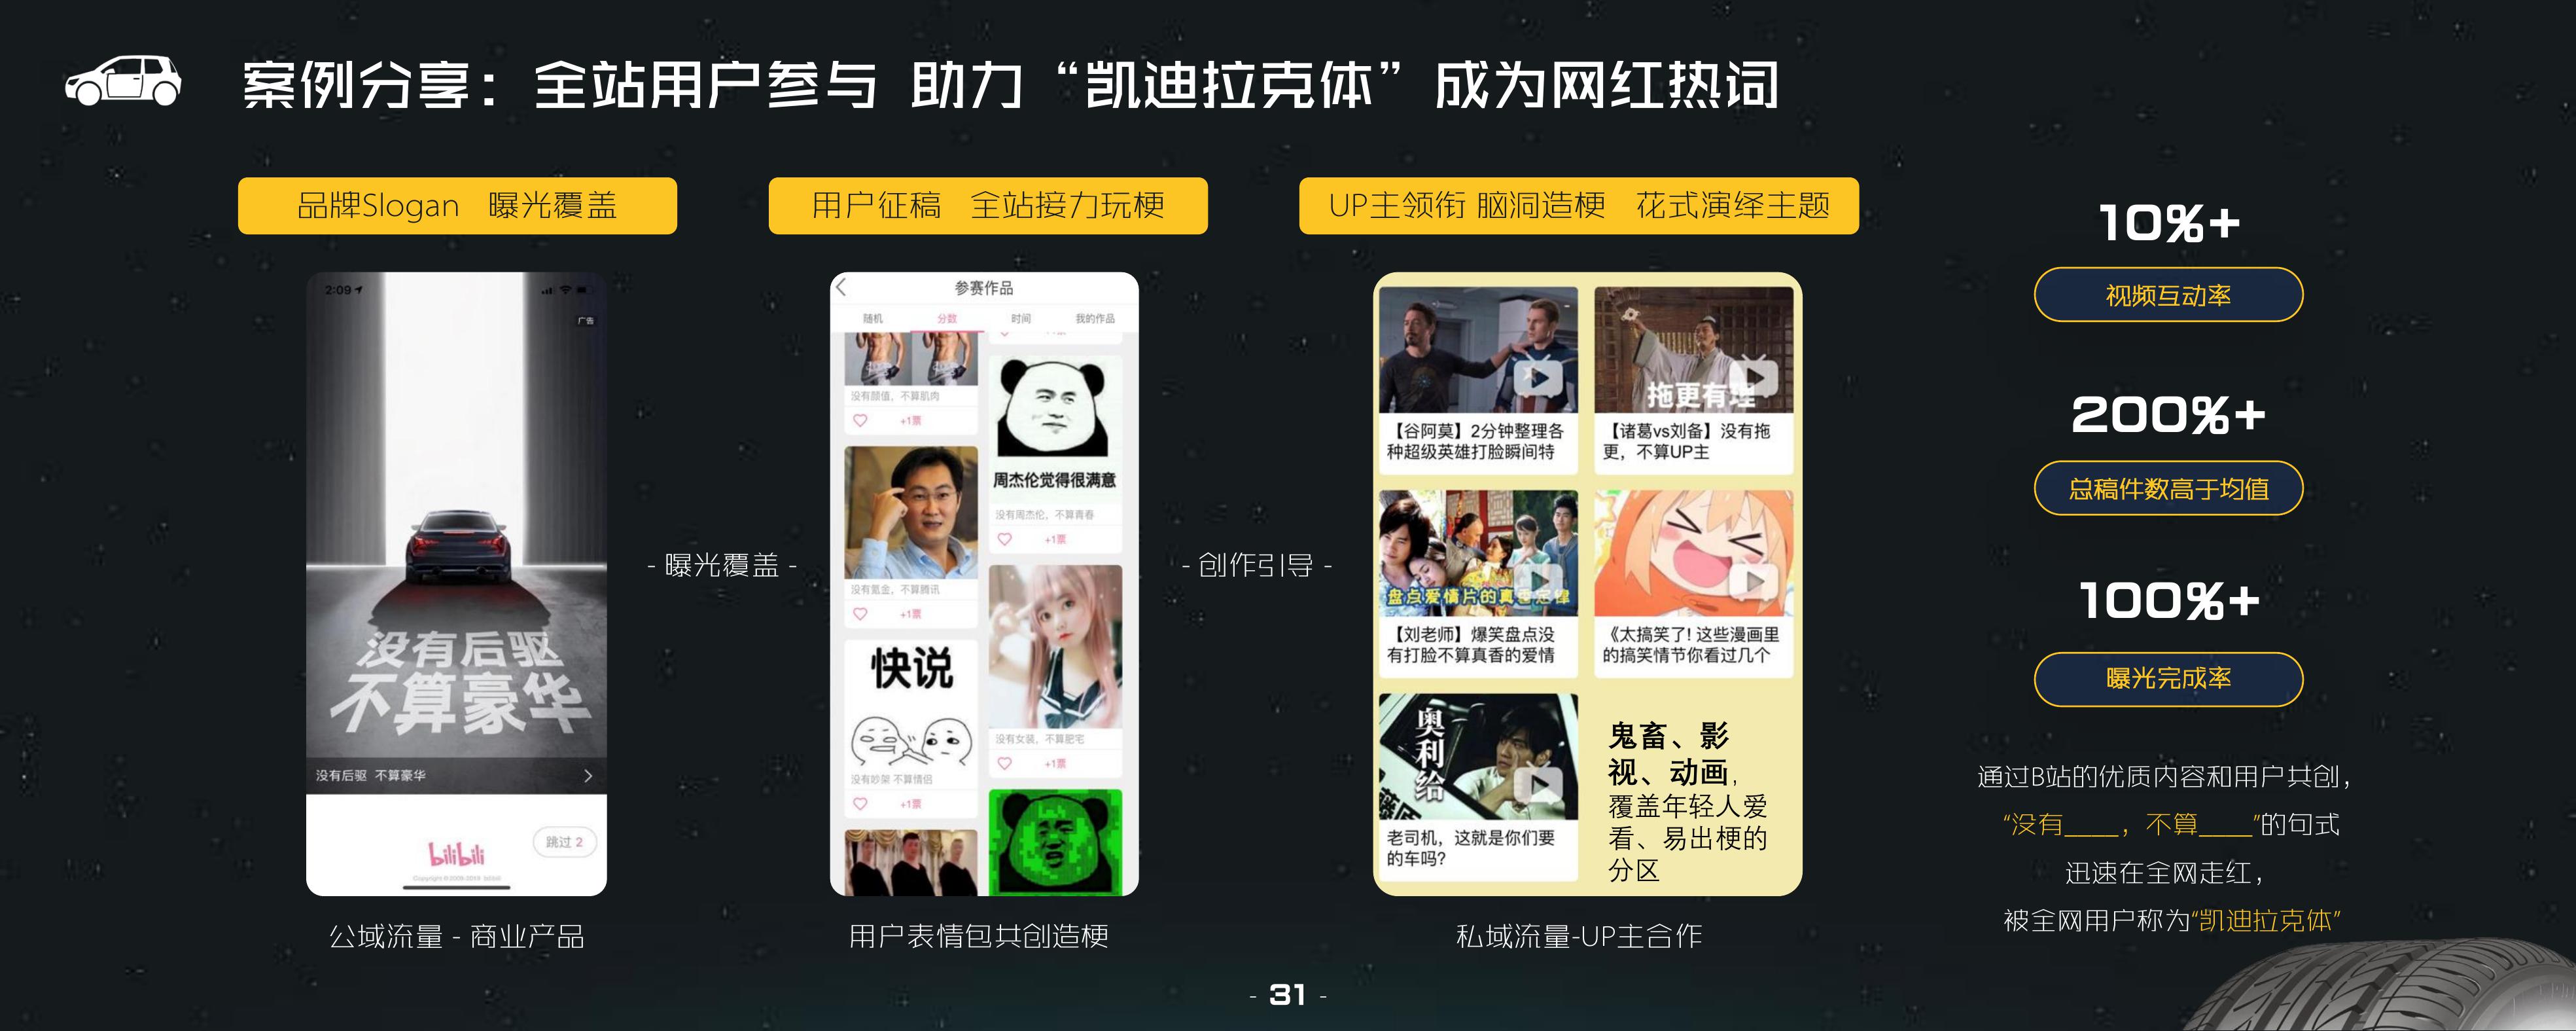 案例分享：全站用户参与 助力“凯迪拉克体”成为网红热词
品牌Slogan 曝光覆盖
2:09
广告
没有后驱
不算豪华
没有后驱 不算豪华
bilibili
跳过 2
公域流量 - 商业产品
- 曝光覆盖 -
用户征稿 全站接力玩梗
参赛作品
随机 分数 时间 我的作品
没有颜值，不算肌肉
+1票
没有氪金，不算腾讯
+1票
快说
没有吵架 不算情侣
+1票
周杰伦觉得很满意
没有周杰伦，不算青春
+1票
没有女装，不算肥宅
+1票
用户表情包共创造梗
- 创作引导 -
UP主领衔 脑洞造梗 花式演绎主题
【谷阿莫】2分钟整理各
种超级英雄打脸瞬间特
拖更有理
【诸葛vs刘备】没有拖
更，不算UP主
盘点爱情片的真香定律
【刘老师】爆笑盘点没
有打脸不算真香的爱情
《太搞笑了! 这些漫画里
的搞笑情节你看过几个
奥利给
老司机，这就是你们要
的车吗?
鬼畜、影
视、动画，
覆盖年轻人爱
看、易出梗的
分区
私域流量-UP主合作
10%+
视频互动率
200%+
总稿件数高于均值
100%+
曝光完成率
通过B站的优质内容和用户共创，
“没有____，不算____”的句式
迅速在全网走红，
被全网用户称为“凯迪拉克体”
- 31 -